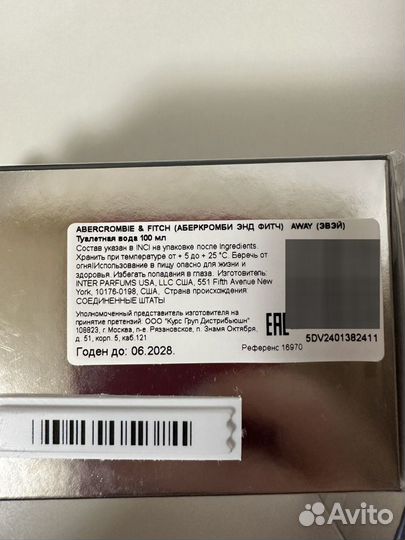 ABERCROMBIE & FITCH (АБЕРКРОМБИ ЭНД ФИТЧ) AWAY (ЭВЭЙ)
Туалетная вода 100 мл
Состав указан в INCI на упаковке после Ingredients.
Хранить при температуре от + 5 до + 25 °C. Беречь от
огня!Использование в пищу опасно для жизни и
здоровья. Избегать попадания в глаза. Изготовитель:
INTER PARFUMS USA, LLC США, 551 Fifth Avenue New
York, 10176-0198, США, Страна происхождения:
СОЕДИНЕННЫЕ ШТАТЫ
Уполномоченный представитель изготовителя на
принятие претензий: ООО "Курс Груп Дистрибьюшн"
108823, г Москва, п-е. Рязановское, п. Знамя Октября,
д. 51, корп. 5, каб.121
EAC
5DV2401382411
Годен до: 06.2028.
Референс 16970
Avito